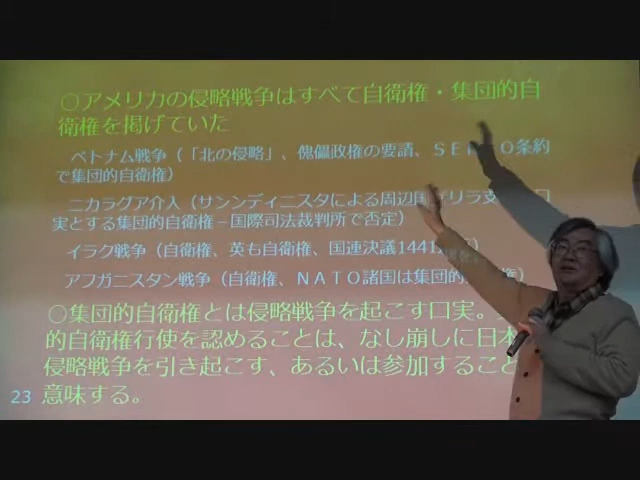 ○アメリカの侵略戦争はすべて自衛権・集団的自
衛権を掲げていた
ベトナム戦争(「北の侵略」、傀儡政権の要請、ＳＥ Ｏ条約
で集団的自衛権)
ニカラグア介入(サンンディニスタによる周辺国 リラ支 口
実とする集団的自衛権－国際司法裁判所で否定)
イラク戦争(自衛権、英も自衛権、国連決議1441
アフガニスタン戦争(自衛権、ＮＡＴＯ諸国は集団的 権)
○集団的自衛権とは侵略戦争を起こす口実。
的自衛権行使を認めることは、なし崩しに日本
侵略戦争を引き起こす、あるいは参加すること
意味する。
23